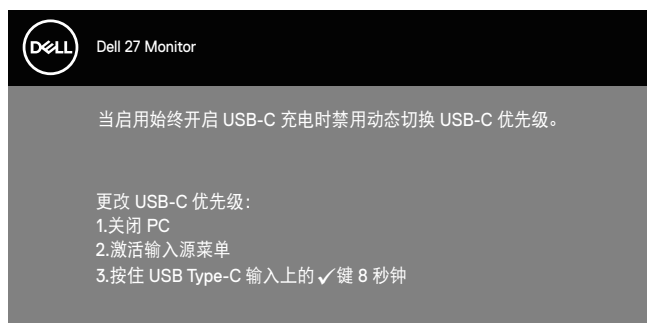 DELL
Dell 27 Monitor
当启用始终开启 USB-C 充电时禁用动态切换 USB-C 优先级。
更改 USB-C 优先级：
1.关闭 PC
2.激活输入源菜单
3.按住 USB Type-C 输入上的 ✓ 键 8 秒钟